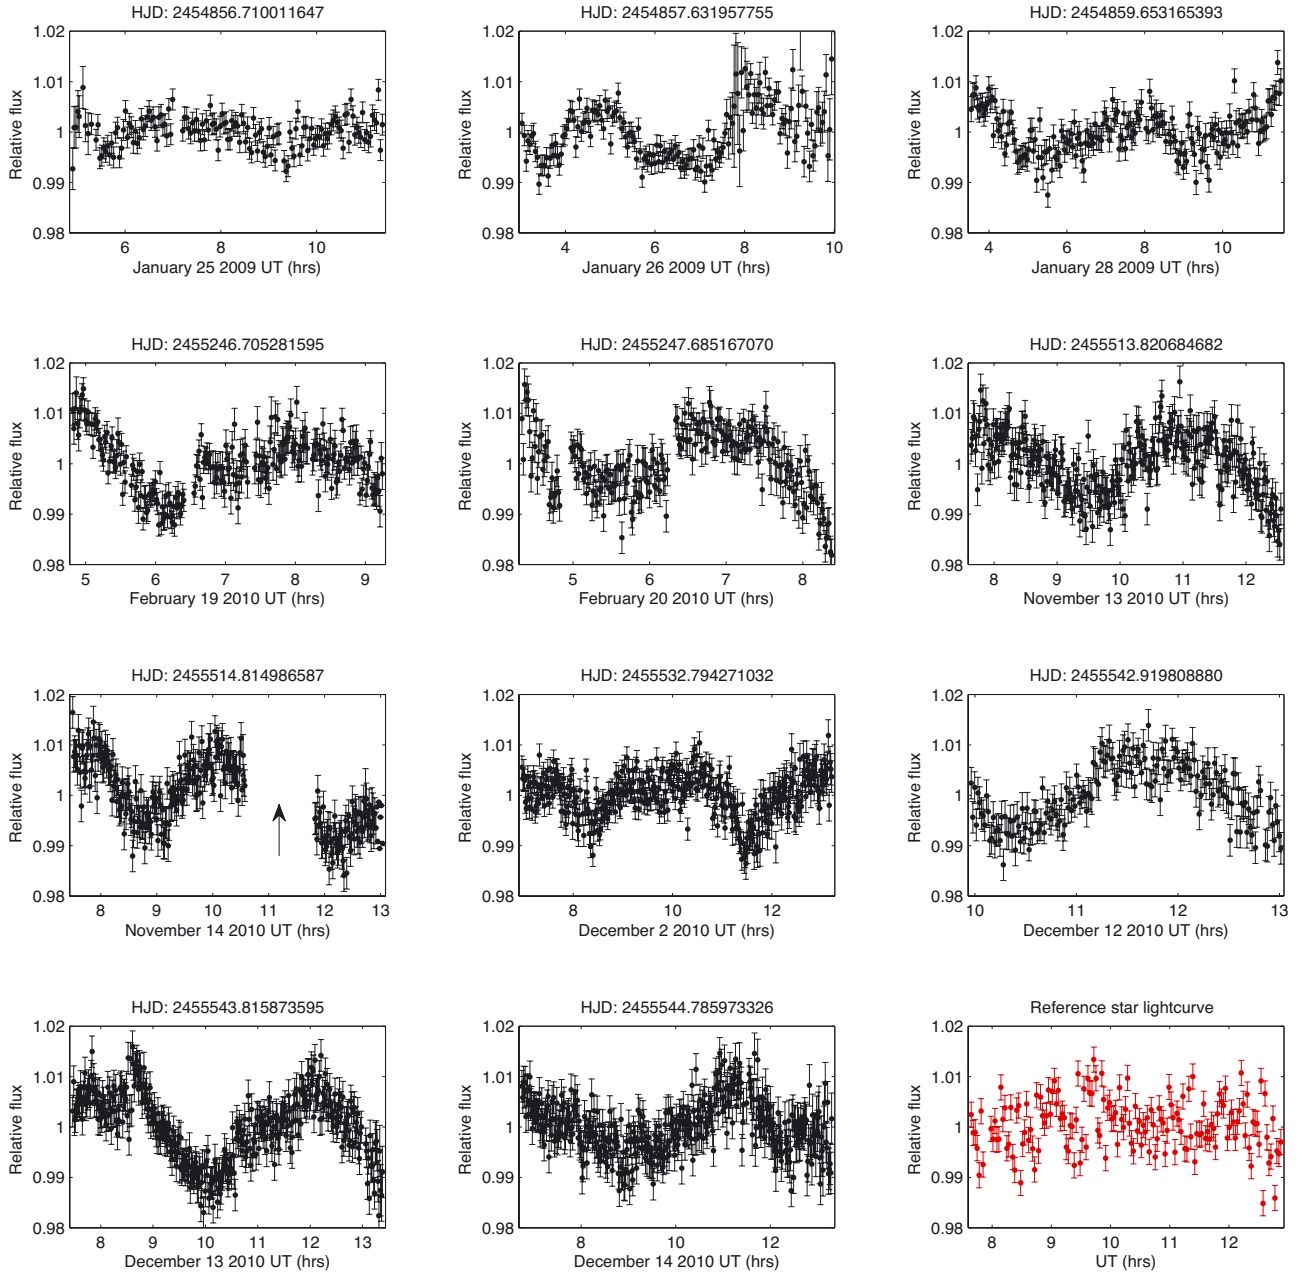 HJD: 2454856.710011647
1.02
1.01
1
0.99
0.98
Relative flux
6 8 10
January 25 2009 UT (hrs)
HJD: 2454857.631957755
1.02
1.01
1
0.99
0.98
Relative flux
4 6 8 10
January 26 2009 UT (hrs)
HJD: 2454859.653165393
1.02
1.01
1
0.99
0.98
Relative flux
4 6 8 10
January 28 2009 UT (hrs)
HJD: 2455246.705281595
1.02
1.01
1
0.99
0.98
Relative flux
5 6 7 8 9
February 19 2010 UT (hrs)
HJD: 2455247.685167070
1.02
1.01
1
0.99
0.98
Relative flux
5 6 7 8
February 20 2010 UT (hrs)
HJD: 2455513.820684682
1.02
1.01
1
0.99
0.98
Relative flux
8 9 10 11 12
November 13 2010 UT (hrs)
HJD: 2455514.814986587
1.02
1.01
1
0.99
0.98
Relative flux
8 9 10 11 12 13
November 14 2010 UT (hrs)
HJD: 2455532.794271032
1.02
1.01
1
0.99
0.98
Relative flux
8 10 12
December 2 2010 UT (hrs)
HJD: 2455542.919808880
1.02
1.01
1
0.99
0.98
Relative flux
10 11 12 13
December 12 2010 UT (hrs)
HJD: 2455543.815873595
1.02
1.01
1
0.99
0.98
Relative flux
8 9 10 11 12 13
December 13 2010 UT (hrs)
HJD: 2455544.785973326
1.02
1.01
1
0.99
0.98
Relative flux
8 10 12
December 14 2010 UT (hrs)
Reference star lightcurve
1.02
1.01
1
0.99
0.98
Relative flux
8 9 10 11 12
UT (hrs)